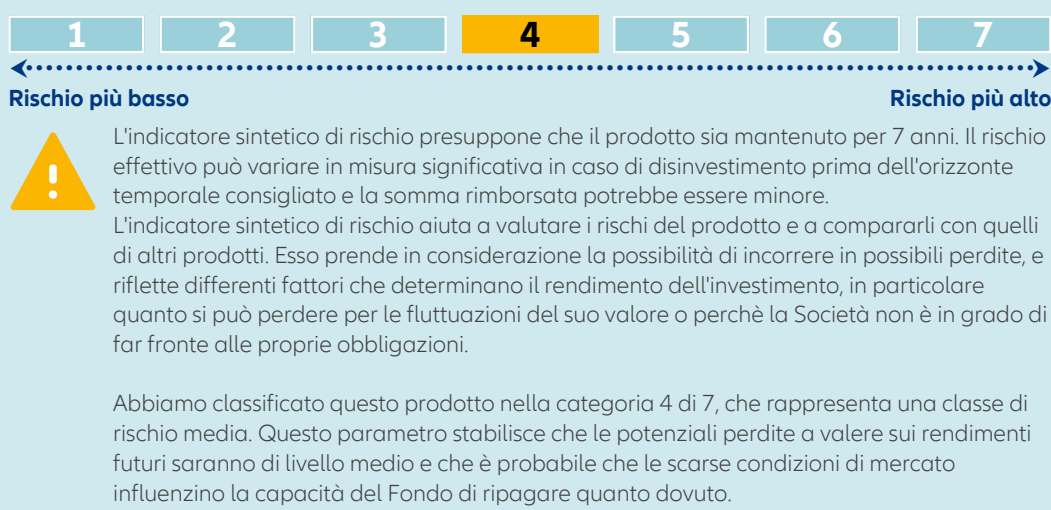 1 2 3 4 5 6 7
Rischio più basso Rischio più alto
L'indicatore sintetico di rischio presuppone che il prodotto sia mantenuto per 7 anni. Il rischio
effettivo può variare in misura significativa in caso di disinvestimento prima dell'orizzonte
temporale consigliato e la somma rimborsata potrebbe essere minore.
L'indicatore sintetico di rischio aiuta a valutare i rischi del prodotto e a compararli con quelli
di altri prodotti. Esso prende in considerazione la possibilità di incorrere in possibili perdite, e
riflette differenti fattori che determinano il rendimento dell'investimento, in particolare
quanto si può perdere per le fluttuazioni del suo valore o perchè la Società non è in grado di
far fronte alle proprie obbligazioni.
Abbiamo classificato questo prodotto nella categoria 4 di 7, che rappresenta una classe di
rischio media. Questo parametro stabilisce che le potenziali perdite a valere sui rendimenti
futuri saranno di livello medio e che è probabile che le scarse condizioni di mercato
influenzino la capacità del Fondo di ripagare quanto dovuto.